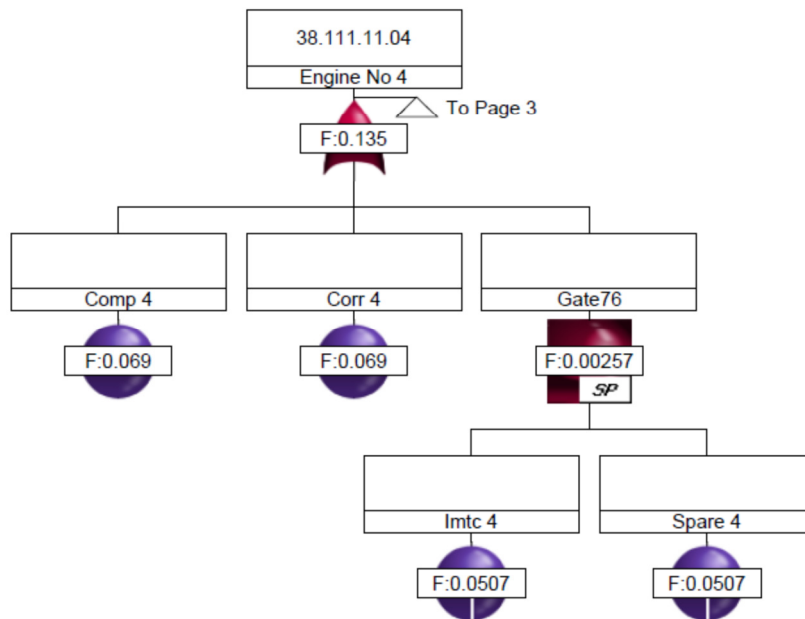 38.111.11.04
Engine No 4
To Page 3
F:0.135
Comp 4
Corr 4
Gate76
F:0.069
F:0.069
F:0.00257
SP
Imtc 4
Spare 4
F:0.0507
F:0.0507